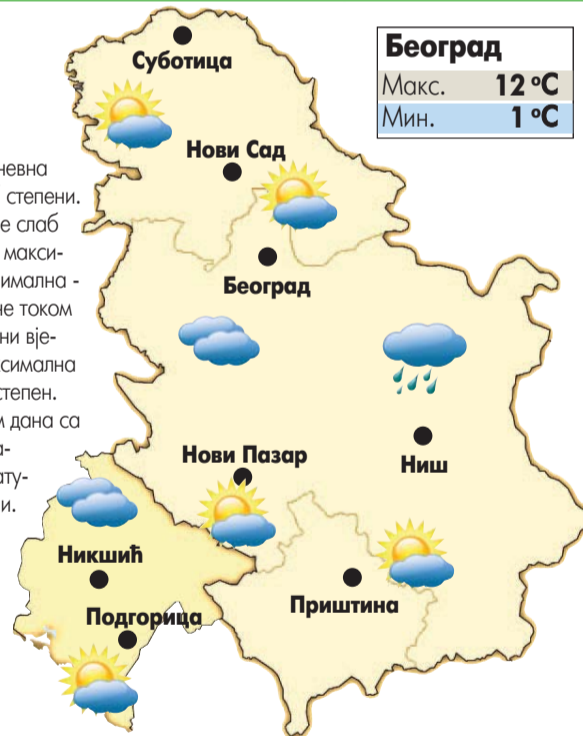 Суботица
Београд
Макс. 12 °C
Мин. 1 °C
Нови Сад
Београд
Нови Пазар
Ниш
Никшић
Приштина
Подгорица
степени.
е слаб
макси-
имална -
не током
ни вје-
симална
степен.
дана са
а-
ату-
и.